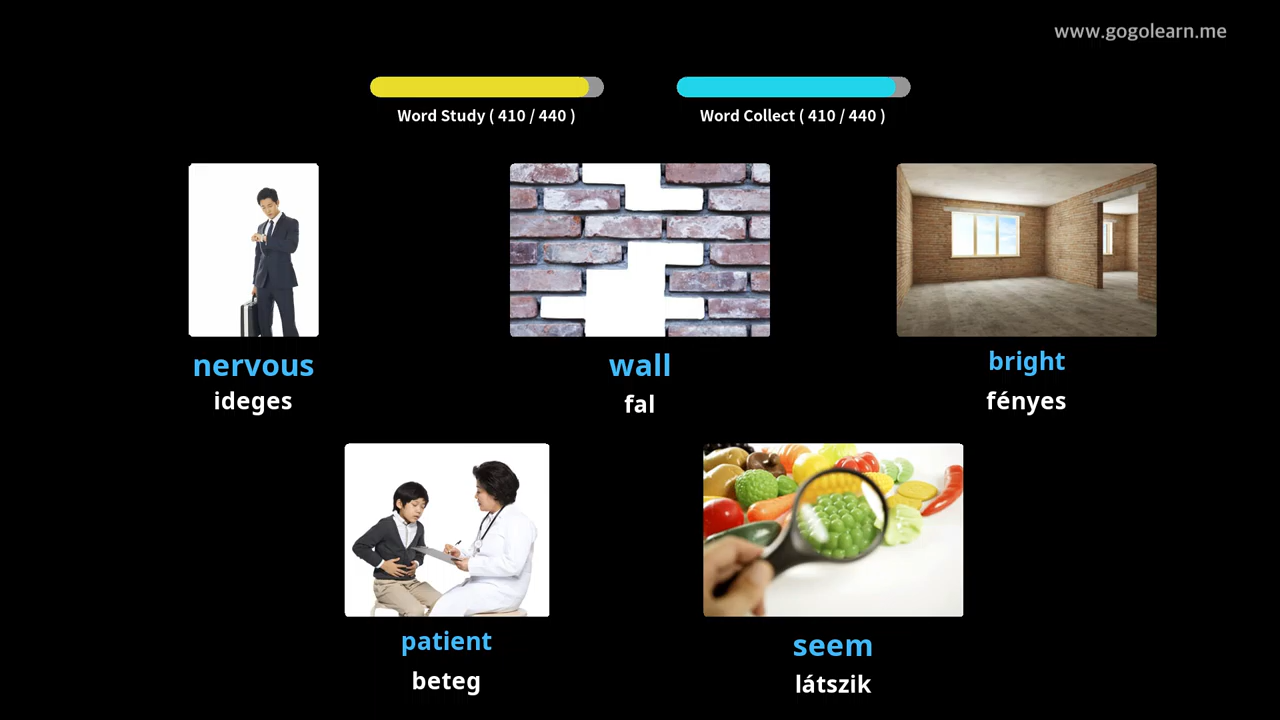 www.gogolearn.me
Word Study ( 410 / 440 )
Word Collect ( 410 / 440 )
nervous
ideges
wall
fal
bright
fényes
patient
beteg
seem
látszik